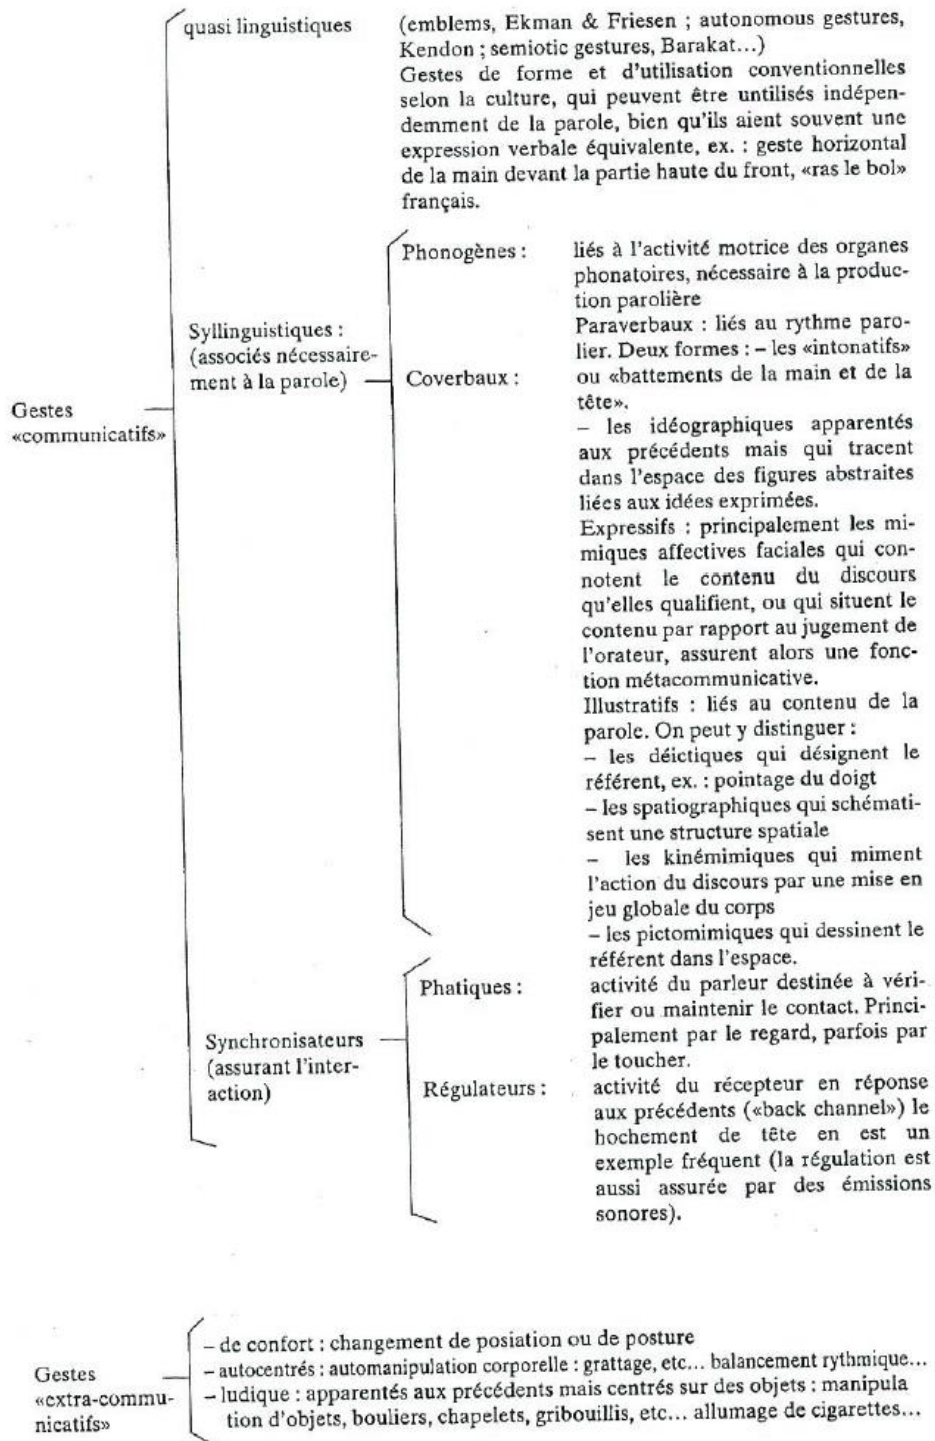 quasi linguistiques
(emblems, Ekman & Friesen ; autonomous gestures,
Kendon ; semiotic gestures, Barakat...)
Gestes de forme et d'utilisation conventionnelles
selon la culture, qui peuvent être untilisés indépen-
demment de la parole, bien qu'ils aient souvent une
expression verbale équivalente, ex. : geste horizontal
de la main devant la partie haute du front, «ras le bol»
français.
Phonogènes :
liés à l'activité motrice des organes
phonatoires, nécessaire à la produc-
tion parolière
Syllinguistiques :
(associés nécessaire-
ment à la parole)
Coverbaux :
Paraverbaux : liés au rythme paro-
lier. Deux formes : – les «intonatifs»
ou «battements de la main et de la
tête».
Gestes
«communicatifs»
– les idéographiques apparentés
aux précédents mais qui tracent
dans l'espace des figures abstraites
liées aux idées exprimées.
Expressifs : principalement les mi-
miques affectives faciales qui con-
notent le contenu du discours
qu'elles qualifient, ou qui situent le
contenu par rapport au jugement de
l'orateur, assurent alors une fonc-
tion métacommunicative.
Illustratifs : liés au contenu de la
parole. On peut y distinguer :
– les déictiques qui désignent le
référent, ex. : pointage du doigt
– les spatiographiques qui schémati-
sent une structure spatiale
– les kinémimiques qui miment
l'action du discours par une mise en
jeu globale du corps
– les pictomimiques qui dessinent le
référent dans l'espace.
Synchronisateurs
(assurant l'inter-
action)
Phatiques :
activité du parleur destinée à véri-
fier ou maintenir le contact. Princi-
palement par le regard, parfois par
le toucher.
Régulateurs :
activité du récepteur en réponse
aux précédents («back channel») le
hochement de tête en est un
exemple fréquent (la régulation est
aussi assurée par des émissions
sonores).
Gestes
«extra-commu-
nicatifs»
– de confort : changement de posiation ou de posture
– autocentrés : automanipulation corporelle : grattage, etc... balancement rythmique...
– ludique : apparentés aux précédents mais centrés sur des objets : manipula
tion d'objets, bouliers, chapelets, gribouillis, etc... allumage de cigarettes...